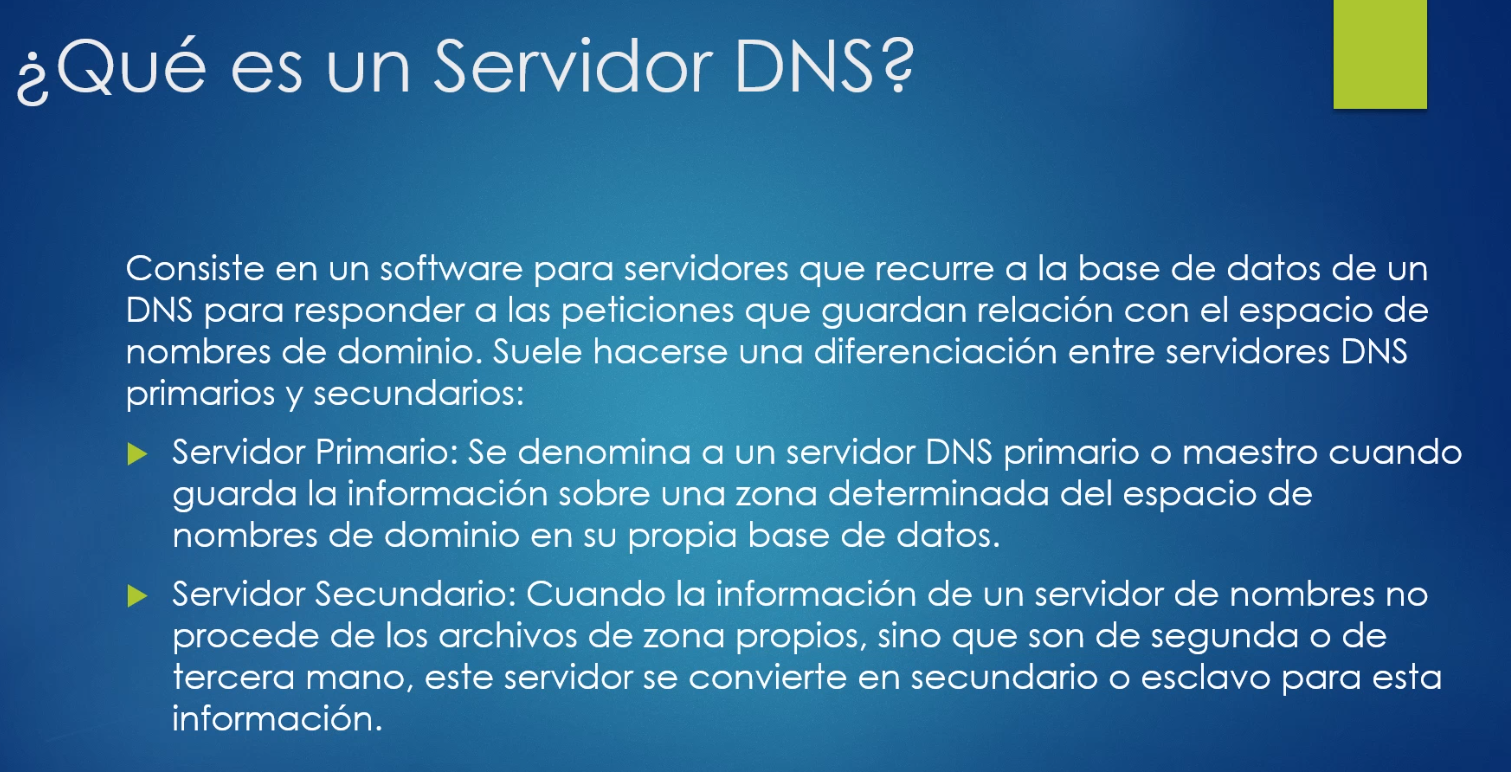 ¿Qué es un Servidor DNS?
Consiste en un software para servidores que recurre a la base de datos de un
DNS para responder a las peticiones que guardan relación con el espacio de
nombres de dominio. Suele hacerse una diferenciación entre servidores DNS
primarios y secundarios:
Servidor Primario: Se denomina a un servidor DNS primario o maestro cuando
guarda la información sobre una zona determinada del espacio de
nombres de dominio en su propia base de datos.
Servidor Secundario: Cuando la información de un servidor de nombres no
procede de los archivos de zona propios, sino que son de segunda o de
tercera mano, este servidor se convierte en secundario o esclavo para esta
información.